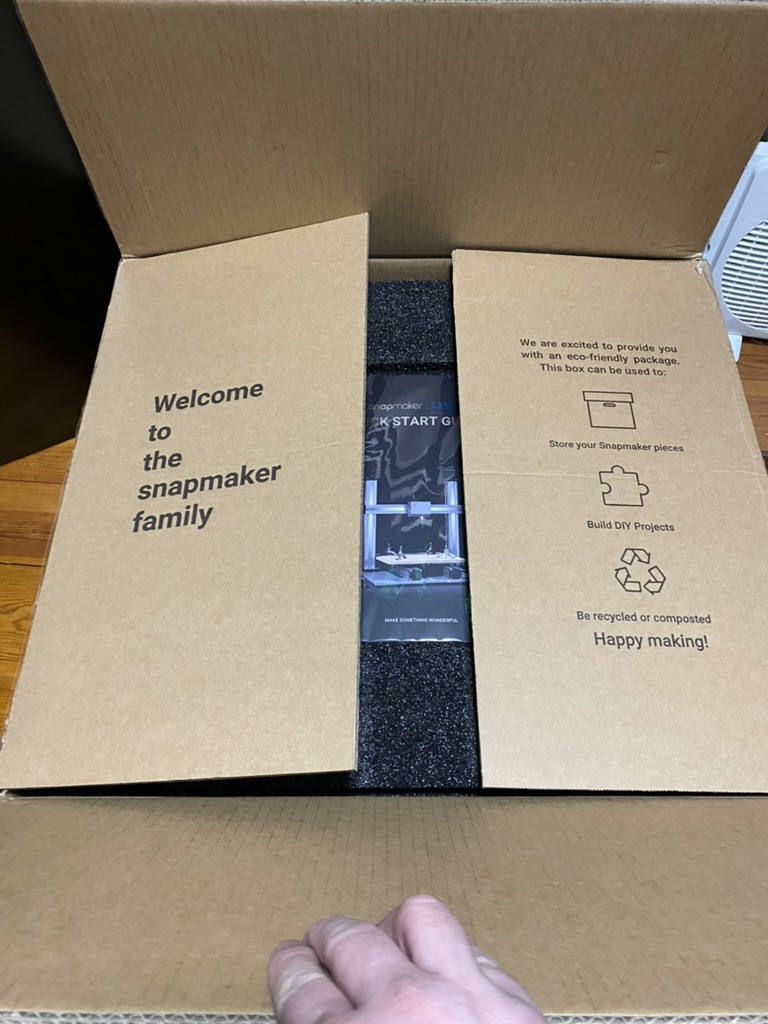 Welcome
to
the
snapmaker
family
snapmaker
CK START GU
MAKE SOMETHING WONDERFUL
We are excited to provide you
with an eco-friendly package.
This box can be used to:
Store your Snapmaker pieces
Build DIY Projects
Be recycled or composted
Happy making!